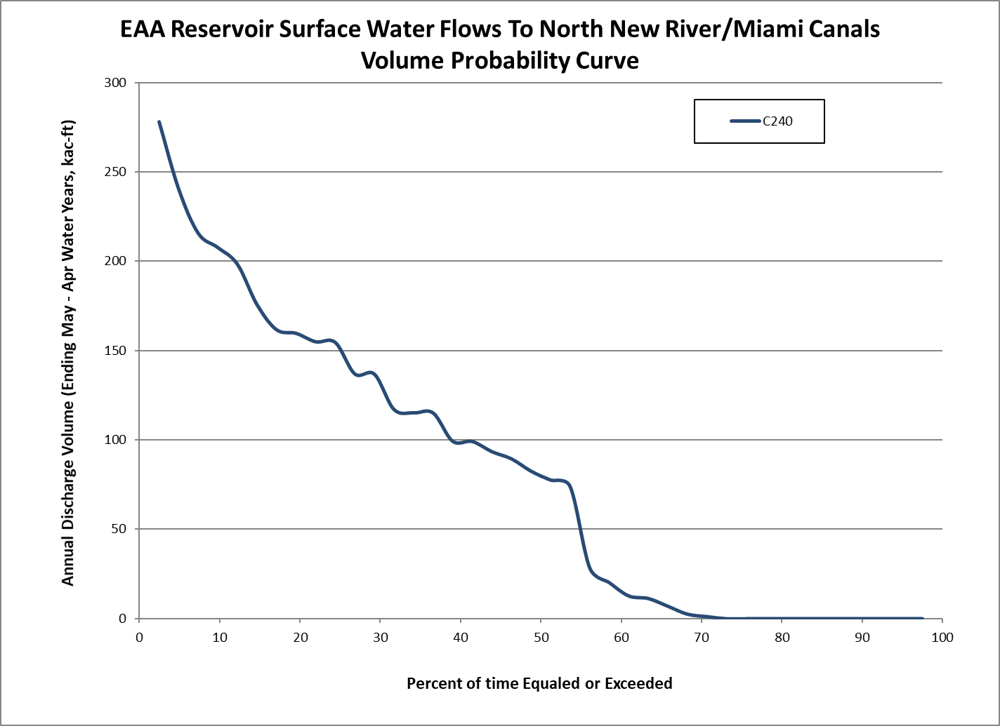 EAA Reservoir Surface Water Flows To North New River/Miami Canals
Volume Probability Curve
Annual Discharge Volume (Ending May - Apr Water Years, kac-ft)
300
250
200
150
100
50
0
C240
0 10 20 30 40 50 60 70 80 90 100
Percent of time Equaled or Exceeded